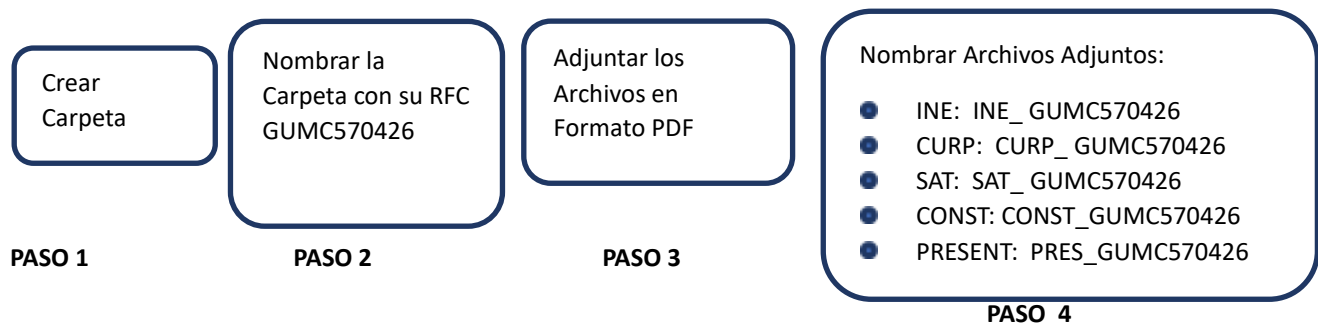 Crear
Carpeta
PASO 1
Nombrar la
Carpeta con su RFC
GUMC570426
PASO 2
Adjuntar los
Archivos en
Formato PDF
PASO 3
Nombrar Archivos Adjuntos:
INE: INE_ GUMC570426
CURP: CURP_ GUMC570426
SAT: SAT_ GUMC570426
CONST: CONST_GUMC570426
PRESENT: PRES_GUMC570426
PASO 4